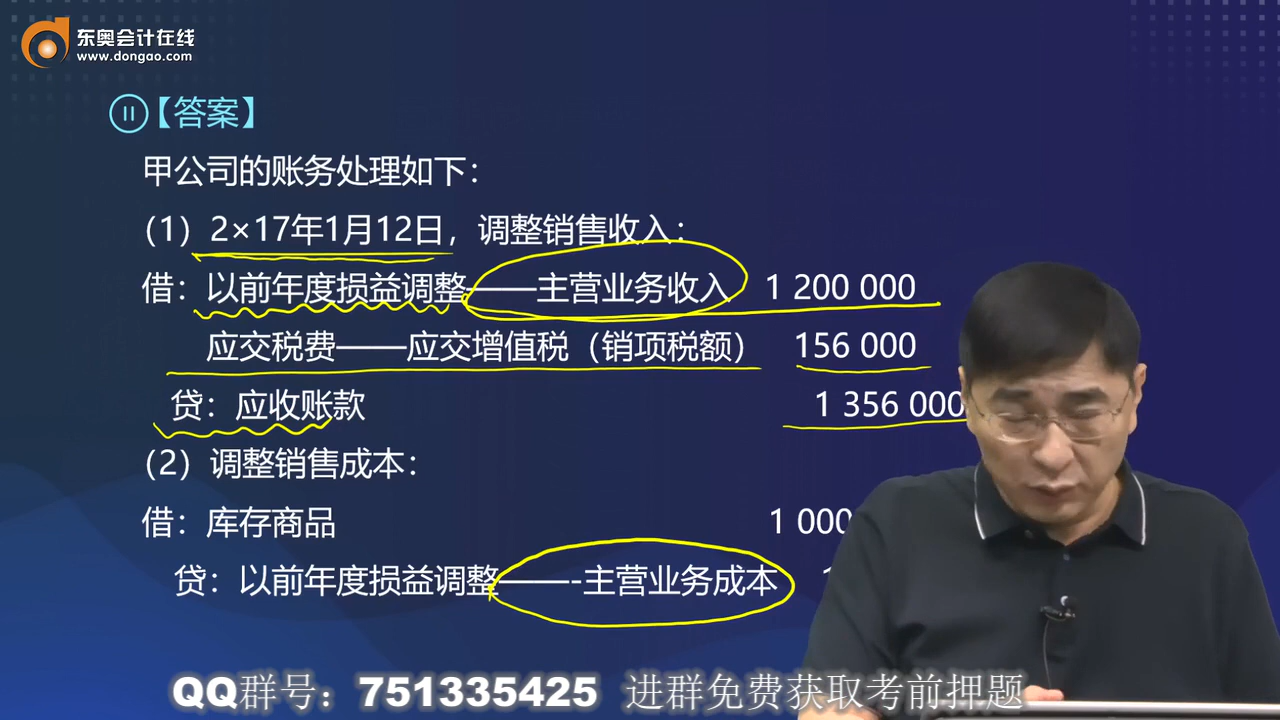 东奥会计在线
www.dongao.com
【答案】
甲公司的账务处理如下：
（1）2×17年1月12日，调整销售收入：
借：以前年度损益调整——主营业务收入 1 200 000
应交税费——应交增值税（销项税额） 156 000
贷：应收账款 1 356 000
（2）调整销售成本：
借：库存商品 1 000
贷：以前年度损益调整——-主营业务成本
QQ群号：751335425 进群免费获取考前押题